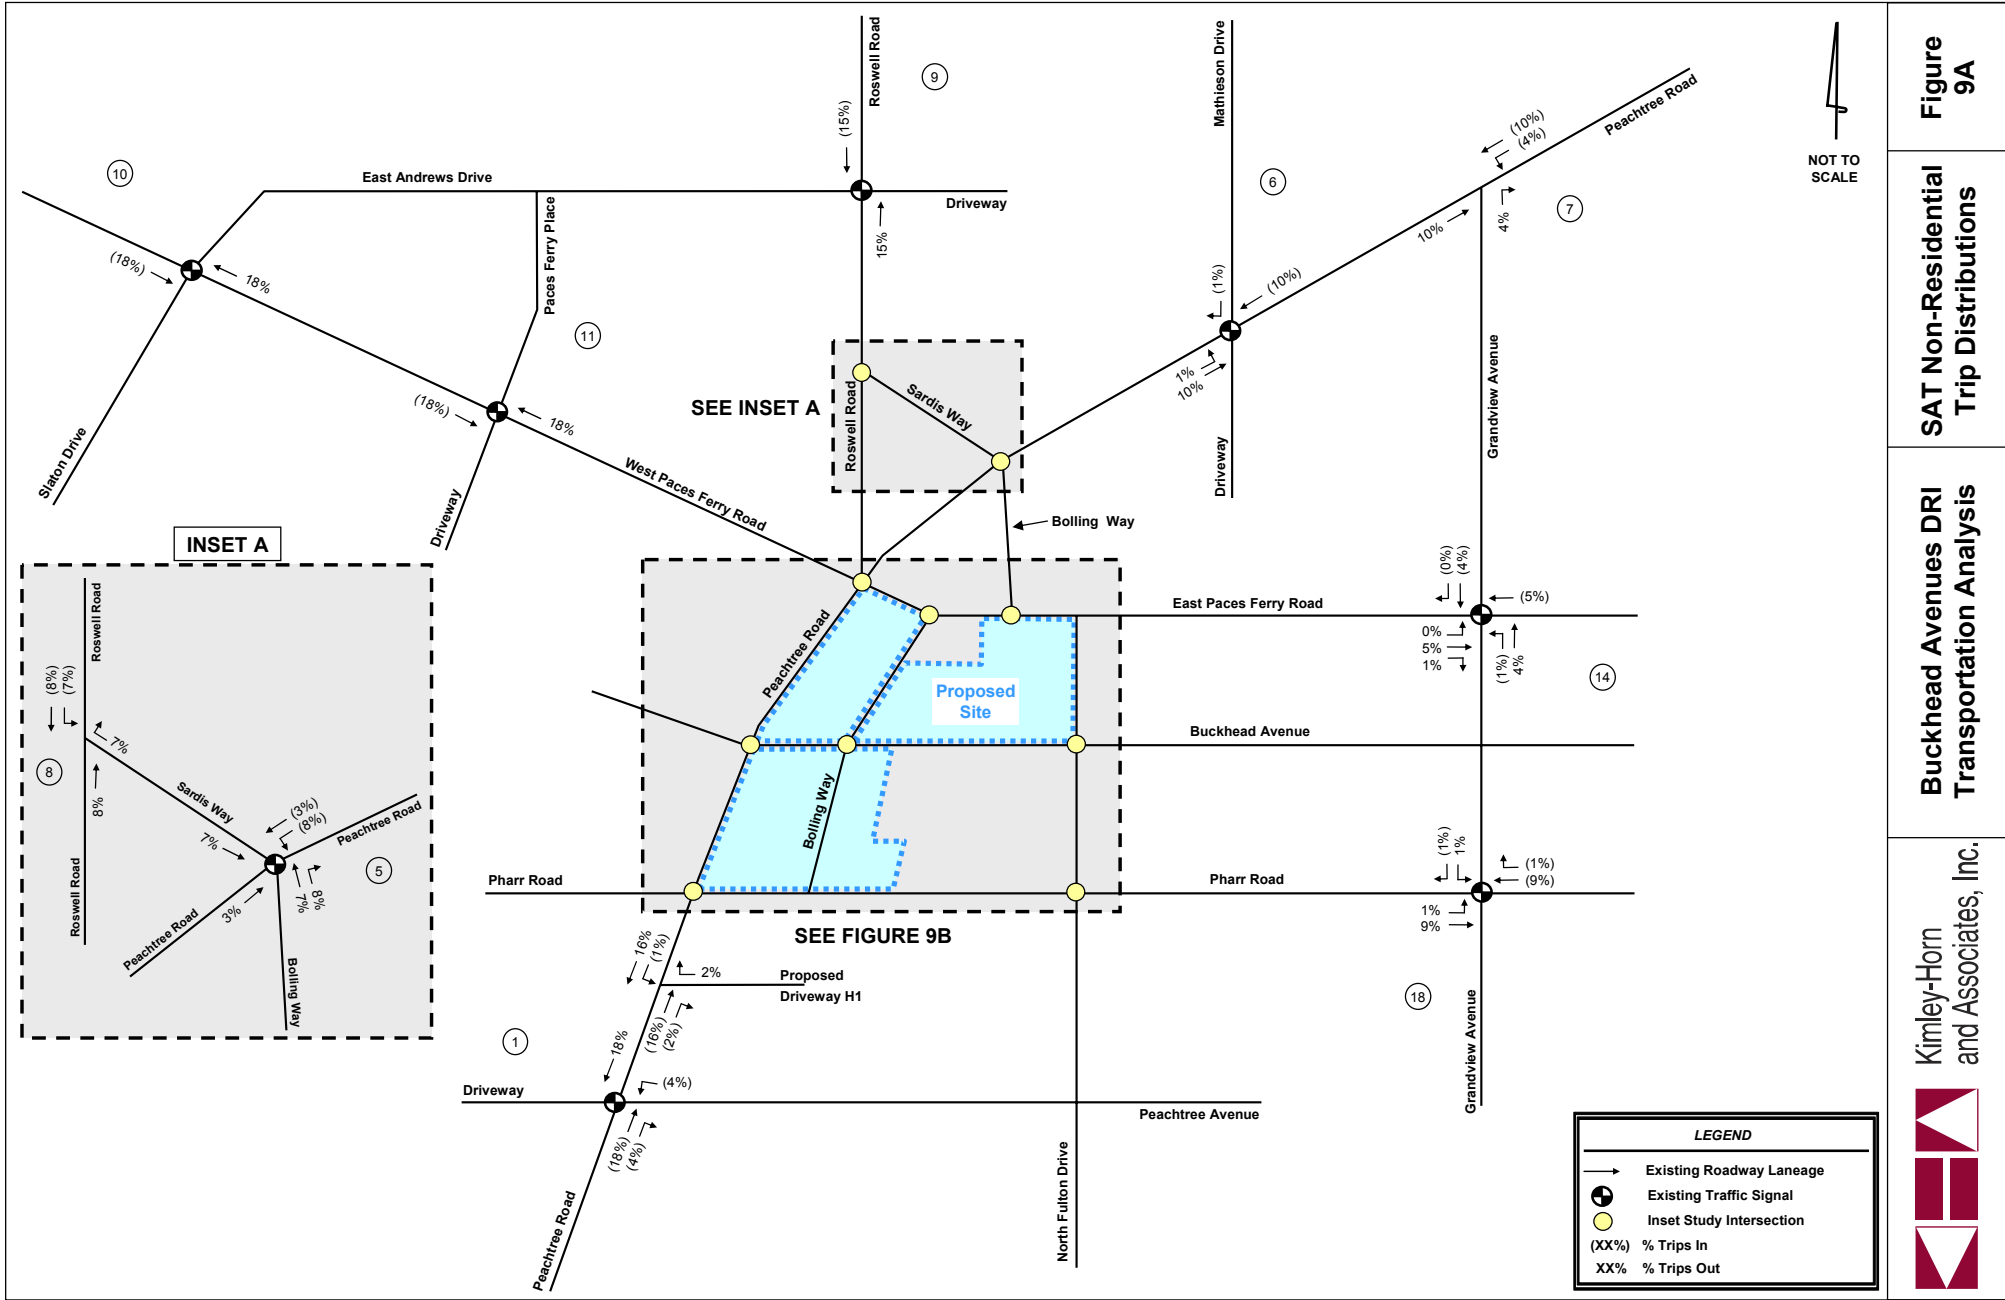 Figure
9A
SAT Non-Residential
Trip Distributions
Buckhead Avenues DRI
Transportation Analysis
Kimley-Horn
and Associates, Inc.
NOT TO
SCALE
Roswell Road
9
(15%)
15%
Driveway
East Andrews Drive
10
(18%)
18%
Slaton Drive
Paces Ferry Place
11
(18%)
18%
Driveway
West Paces Ferry Road
Mathieson Drive
6
(1%)
(10%)
1%
10%
Driveway
Peachtree Road
(10%)
(4%)
10%
4%
7
Grandview Avenue
SEE INSET A
Roswell Road
Sardis Way
Bolling Way
East Paces Ferry Road
(0%)
(4%)
(5%)
0%
5%
1%
(1%)
4%
14
Peachtree Road
Proposed
Site
Buckhead Avenue
Bolling Way
Pharr Road
Pharr Road
(1%)
1%
(1%)
(9%)
1%
9%
18
Grandview Avenue
SEE FIGURE 9B
16%
(1%)
2%
Proposed
Driveway H1
(16%)
(2%)
1
18%
(4%)
Driveway
Peachtree Avenue
(18%)
(4%)
Peachtree Road
North Fulton Drive
INSET A
Roswell Road
(8%)
(7%)
7%
8
8%
Sardis Way
7%
(3%)
(8%)
Peachtree Road
5
3%
7%
8%
Roswell Road
Peachtree Road
Bolling Way
LEGEND
Existing Roadway Laneage
Existing Traffic Signal
Inset Study Intersection
(XX%) % Trips In
XX% % Trips Out